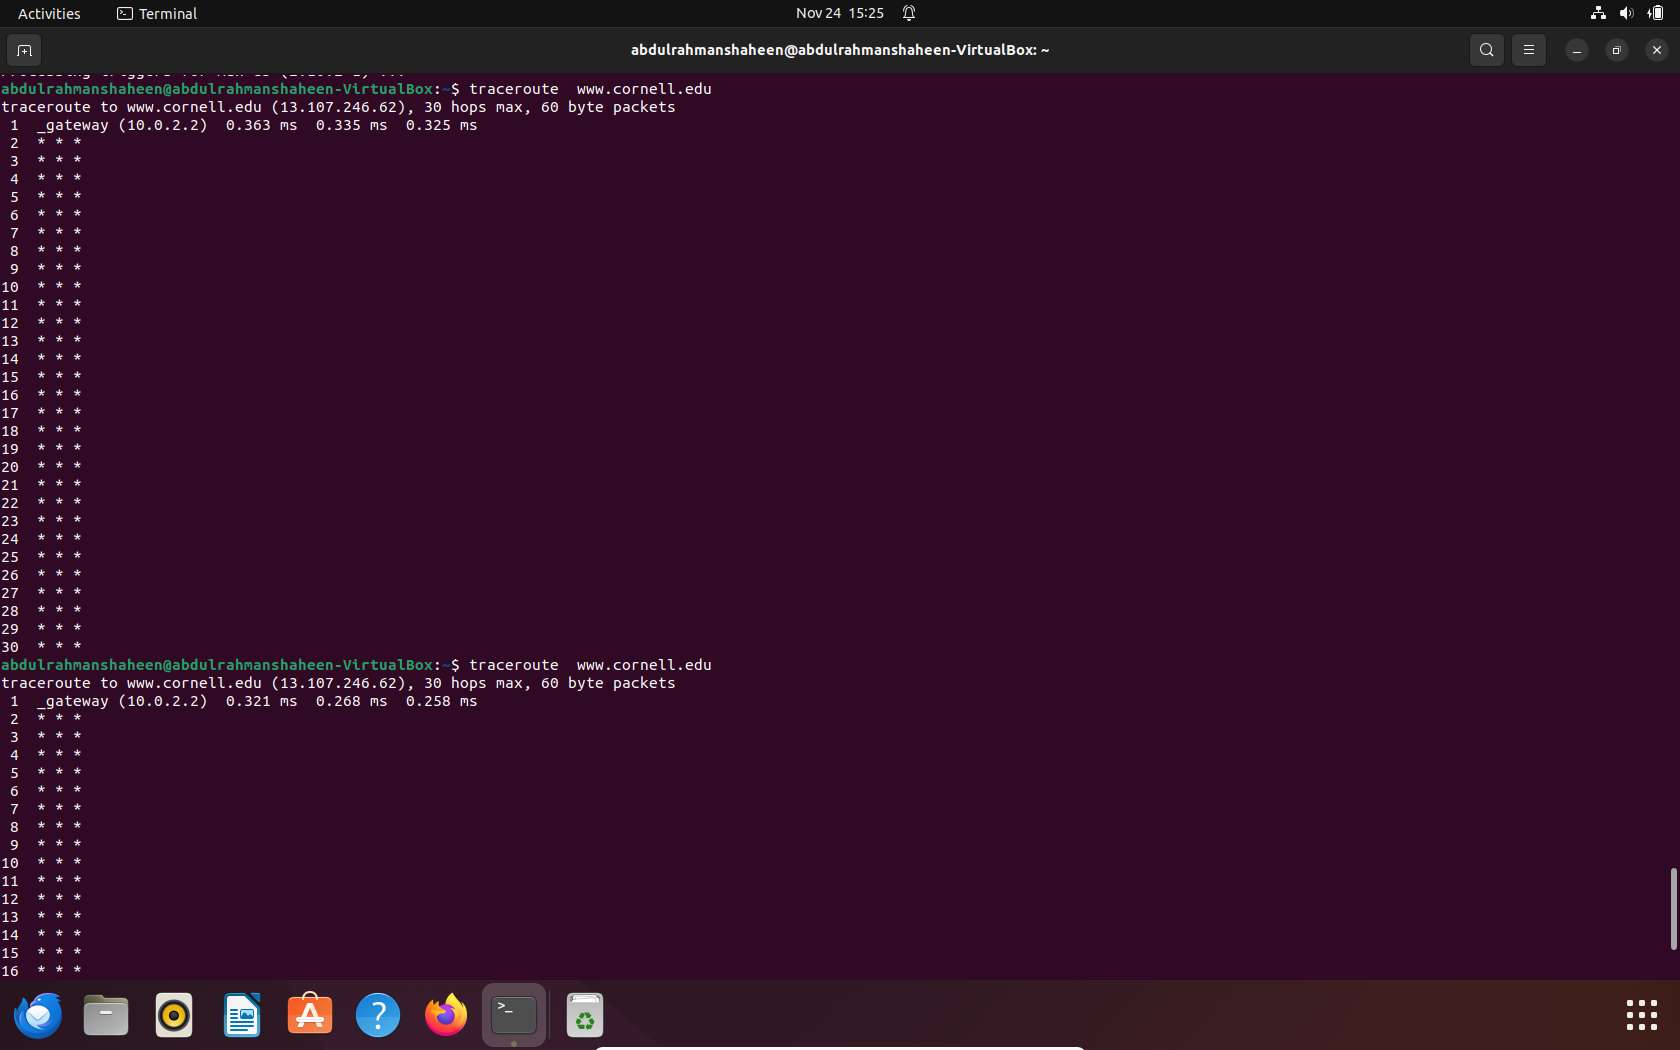 Activities
Terminal
Nov 24 15:25
abdulrahmanshaheen@abdulrahmanshaheen-VirtualBox: ~
abdulrahmanshaheen@abdulrahmanshaheen-VirtualBox:~$ traceroute  www.cornell.edu
traceroute to www.cornell.edu (13.107.246.62), 30 hops max, 60 byte packets
 1  _gateway (10.0.2.2)  0.363 ms  0.335 ms  0.325 ms
 2  * * *
 3  * * *
 4  * * *
 5  * * *
 6  * * *
 7  * * *
 8  * * *
 9  * * *
10  * * *
11  * * *
12  * * *
13  * * *
14  * * *
15  * * *
16  * * *
17  * * *
18  * * *
19  * * *
20  * * *
21  * * *
22  * * *
23  * * *
24  * * *
25  * * *
26  * * *
27  * * *
28  * * *
29  * * *
30  * * *
abdulrahmanshaheen@abdulrahmanshaheen-VirtualBox:~$ traceroute  www.cornell.edu
traceroute to www.cornell.edu (13.107.246.62), 30 hops max, 60 byte packets
 1  _gateway (10.0.2.2)  0.321 ms  0.268 ms  0.258 ms
 2  * * *
 3  * * *
 4  * * *
 5  * * *
 6  * * *
 7  * * *
 8  * * *
 9  * * *
10  * * *
11  * * *
12  * * *
13  * * *
14  * * *
15  * * *
16  * * *